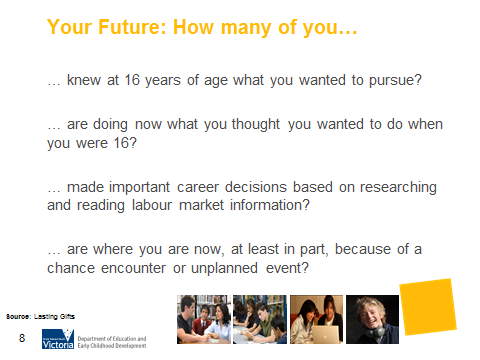 Your Future: How many of you…
… knew at 16 years of age what you wanted to pursue?
… are doing now what you thought you wanted to do when
you were 16?
… made important career decisions based on researching
and reading labour market information?
… are where you are now, at least in part, because of a
chance encounter or unplanned event?
Source: Lasting Gifts
8
Victoria
Department of Education and
Early Childhood Development